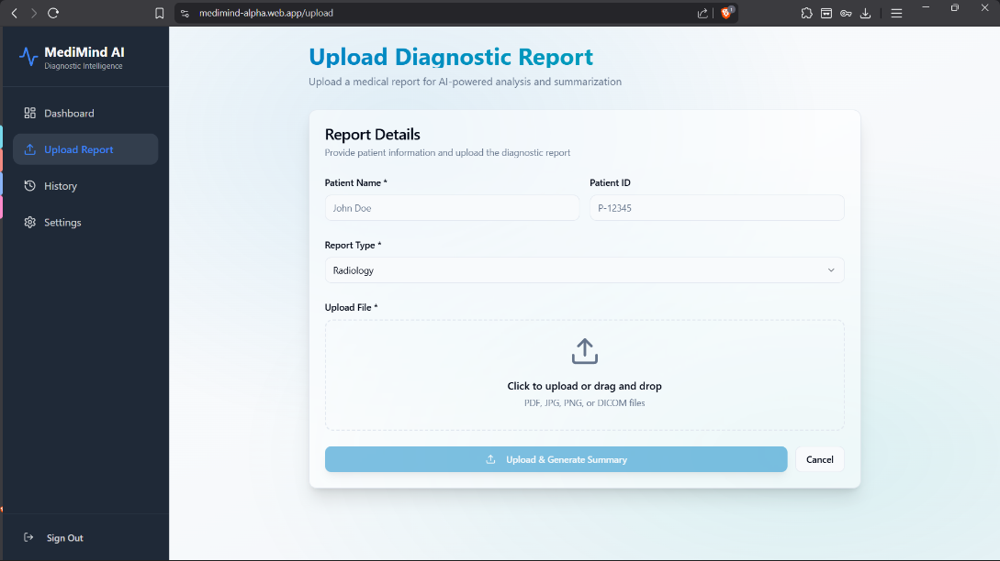 medimind-alpha.web.app/upload
1
MediMind AI
Diagnostic Intelligence
Dashboard
Upload Report
History
Settings
Sign Out
Upload Diagnostic Report
Upload a medical report for AI-powered analysis and summarization
Report Details
Provide patient information and upload the diagnostic report
Patient Name *
Patient ID
John Doe
P-12345
Report Type *
Radiology
Upload File *
Click to upload or drag and drop
PDF, JPG, PNG, or DICOM files
Upload & Generate Summary
Cancel